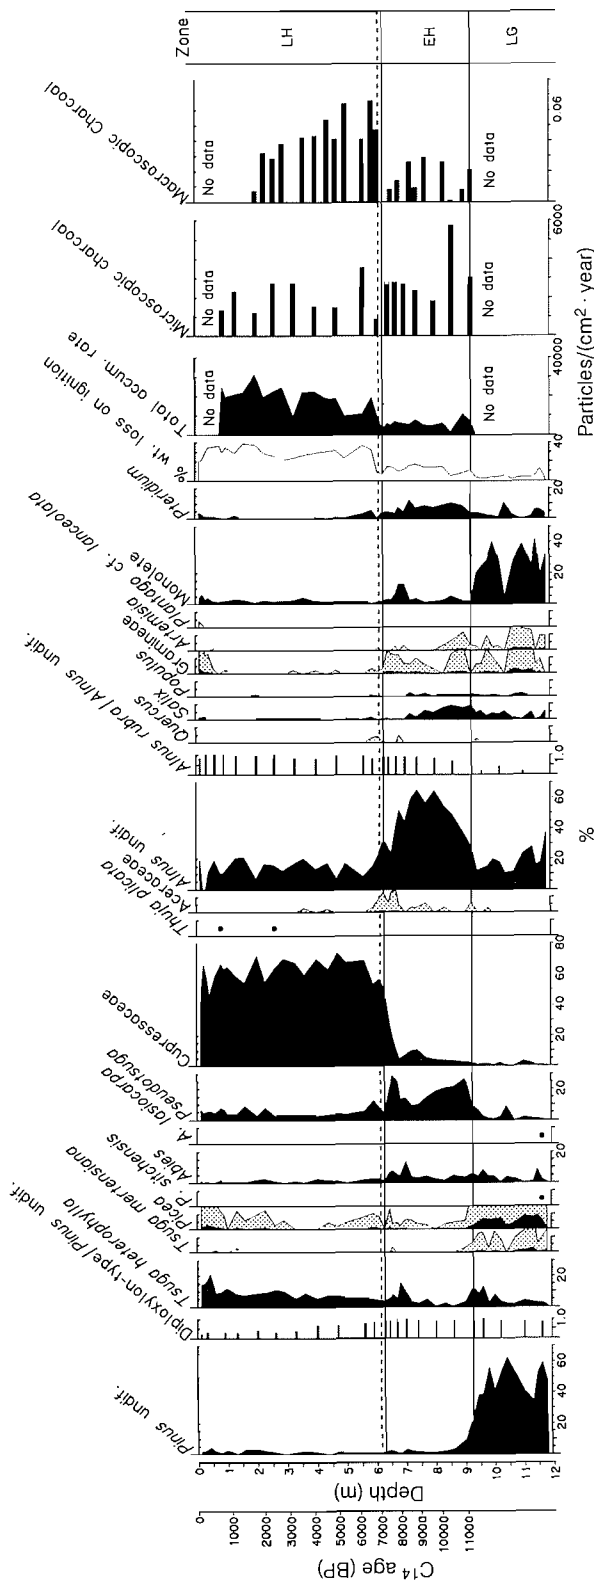 Zone
LH
EH
LG
Macroscopic Charcoal
No data
No data
0.06
Microscopic charcoal
No data
No data
6000
Particles/(cm² · year)
Total accum. rate
No data
No data
40000
% wt. loss on ignition
40
Pteridium
20
Monolete
20
40
Plantago cf. lanceolata
Artemisia
Gramineae
Populus
Salix
Quercus
Alnus rubra/Alnus undif.
1.0
Alnus undif.
20
40
60
%
Aceraceae
Thuja plicata
Cupressaceae
20
40
60
80
Pseudotsuga
20
A. lasiocarpa
Abies
20
P. sitchensis
Picea
Tsuga mertensiana
Tsuga heterophylla
20
Diploxylon-type/Pinus undif.
1.0
Pinus undif.
20
40
60
0 1 2 3 4 5 6 7 8 9 10 11 12
Depth (m)
0 1000 2000 3000 4000 5000 6000 7000 8000 9000 11000
C¹⁴ age (BP)